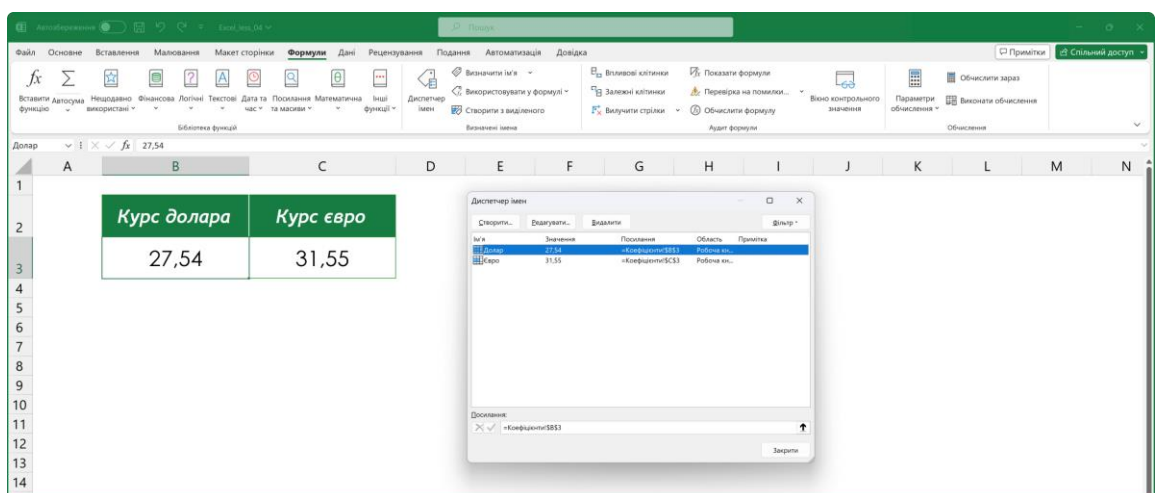 Автозбереження Excel_less_04 Пошук
Файл Основне Вставлення Малювання Макет сторінки Формули Дані Рецензування Подання Автоматизація Довідка Примітки Спільний доступ
Вставити функцію Автосума Нещодавно використані Фінансова Логічні Текстові Дата та час Посилання та масиви Математична Інші функції Диспетчер імен
Визначити ім'я
Використовувати у формулі
Створити з виділеного
Впливові клітинки
Залежні клітинки
Вилучити стрілки
Показати формули
Перевірка на помилки...
Обчислити формулу
Вікно контрольного значення
Параметри обчислення
Обчислити зараз
Виконати обчислення
Бібліотека функцій Визначені імена Аудит формули Обчислення
Долар fx 27,54
A B C D E F G H I J K L M N
1
2 Курс долара Курс євро
3 27,54 31,55
4
5
6
7
8
9
10
11
12
13
14
Диспетчер імен
Створити... Редагувати... Видалити Фільтр
Ім'я Значення Посилання Область Примітка
Долар 27,54 =Коефіцієнти!$B$3 Робоча кн...
Євро 31,55 =Коефіцієнти!$C$3 Робоча кн...
Посилання:
=Коефіцієнти!$B$3
Закрити